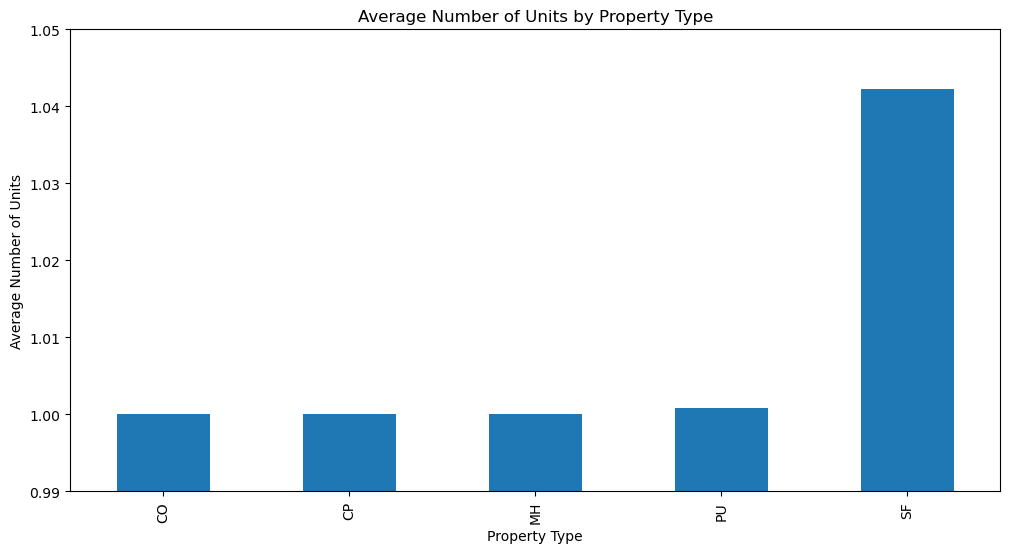 Average Number of Units by Property Type
1.05
1.04
1.03
1.02
1.01
1.00
0.99
Average Number of Units
CO
CP
MH
PU
SF
Property Type